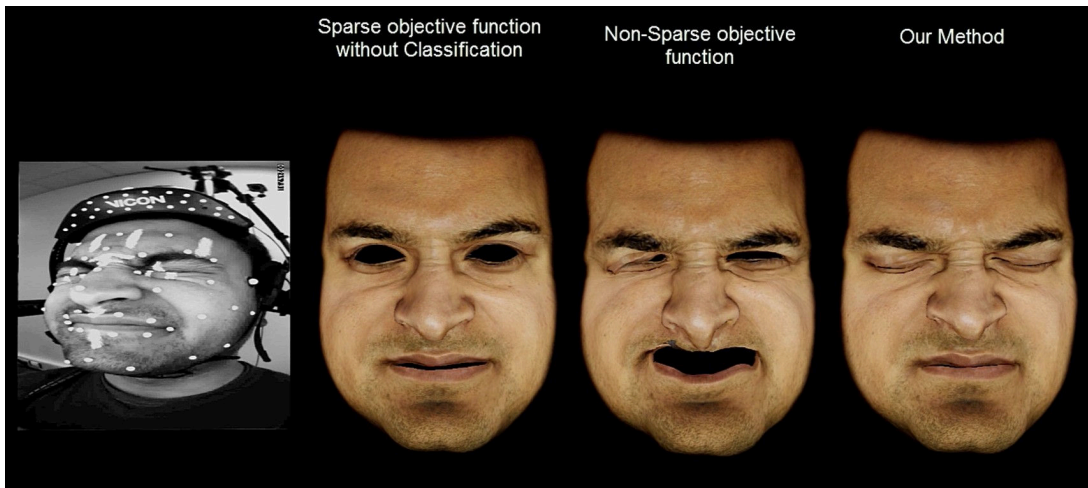 Sparse objective function
without Classification
Non-Sparse objective
function
Our Method
VICON